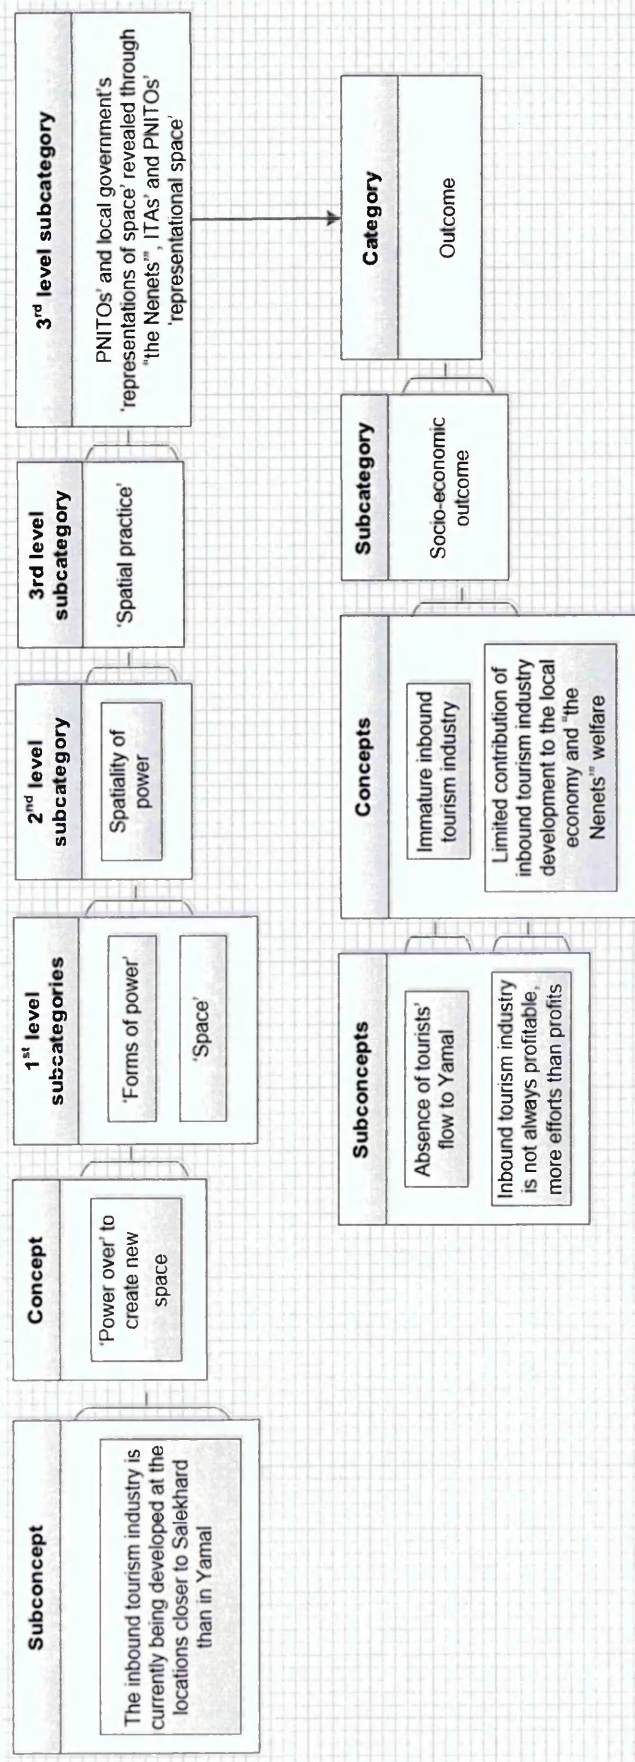 Subconcept
The inbound tourism industry is
currently being developed at the
locations closer to Salekhard
than in Yamal
Concept
'Power over' to
create new
space
1st level
subcategories
'Forms of power'
'Space'
2nd level
subcategory
Spatiality of
power
3rd level
subcategory
'Spatial practice'
3rd level subcategory
PNITOs' and local government's
'representations of space' revealed through
"the Nenets'", ITAs' and PNITOs'
'representational space'
Subconcepts
Absence of tourists'
flow to Yamal
Inbound tourism industry
is not always profitable,
more efforts than profits
Concepts
Immature inbound
tourism industry
Limited contribution of
inbound tourism industry
development to the local
economy and "the
Nenets'" welfare
Subcategory
Socio-economic
outcome
Category
Outcome